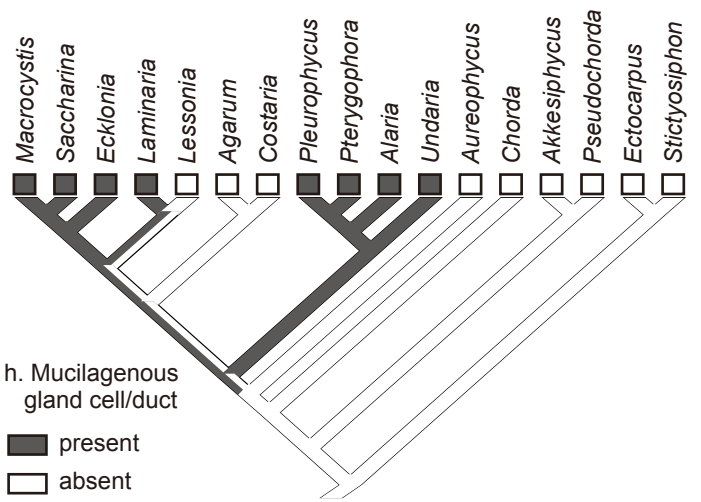 Macrocystis
Saccharina
Ecklonia
Laminaria
Lessonia
Agarum
Costaria
Pleurophycus
Pterygophora
Alaria
Undaria
Aureophycus
Chorda
Akkesiphycus
Pseudochorda
Ectocarpus
Stictyosiphon
h. Mucilagenous
gland cell/duct
present
absent